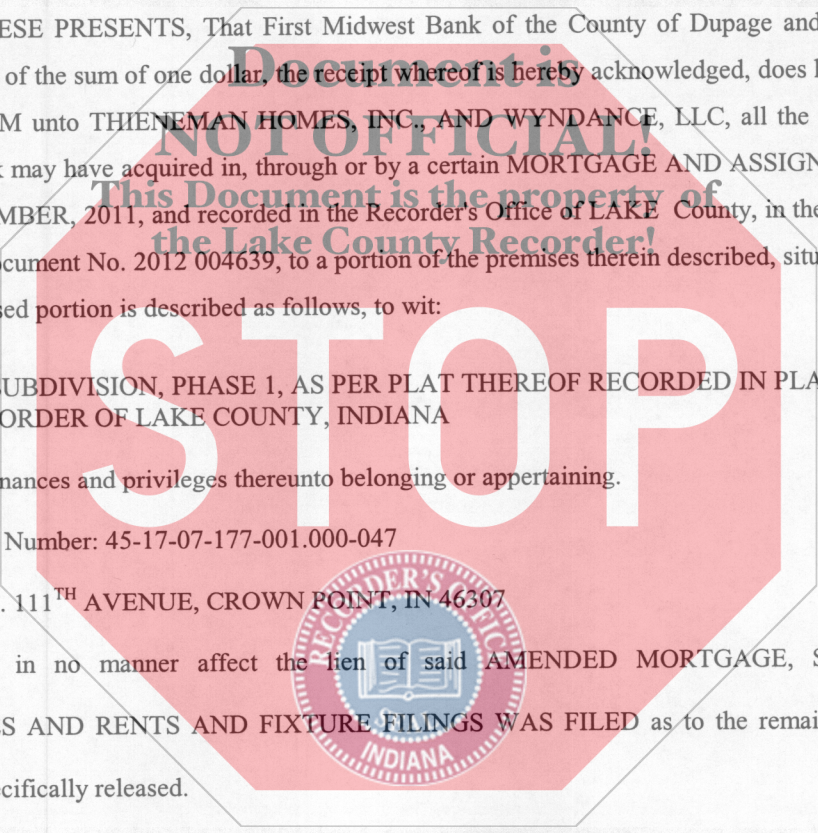 ESE PRESENTS, That First Midwest Bank of the County of Dupage and
Document is
of the sum of one dollar, the receipt whereof is hereby acknowledged, does
M unto THIENEMAN HOMES, INC., AND WYNDANCE, LLC, all the
NOT OFFICIAL!
may have acquired in, through or by a certain MORTGAGE AND ASSIGN
This Document is the property of
MBER, 2011, and recorded in the Recorder's Office of LAKE County, in the
the Lake County Recorder!
ocument No. 2012 004639, to a portion of the premises therein described, situ
sed portion is described as follows, to wit:
STOP
SUBDIVISION, PHASE 1, AS PER PLAT THEREOF RECORDED IN PLA
ORDER OF LAKE COUNTY, INDIANA
nances and privileges thereunto belonging or appertaining.
Number: 45-17-07-177-001.000-047
. 111TH AVENUE, CROWN POINT, IN 46307
RECORDER'S OFFICE
SEAL
INDIANA
in no manner affect the lien of said AMENDED MORTGAGE, S
ES AND RENTS AND FIXTURE FILINGS WAS FILED as to the remai
ecifically released.